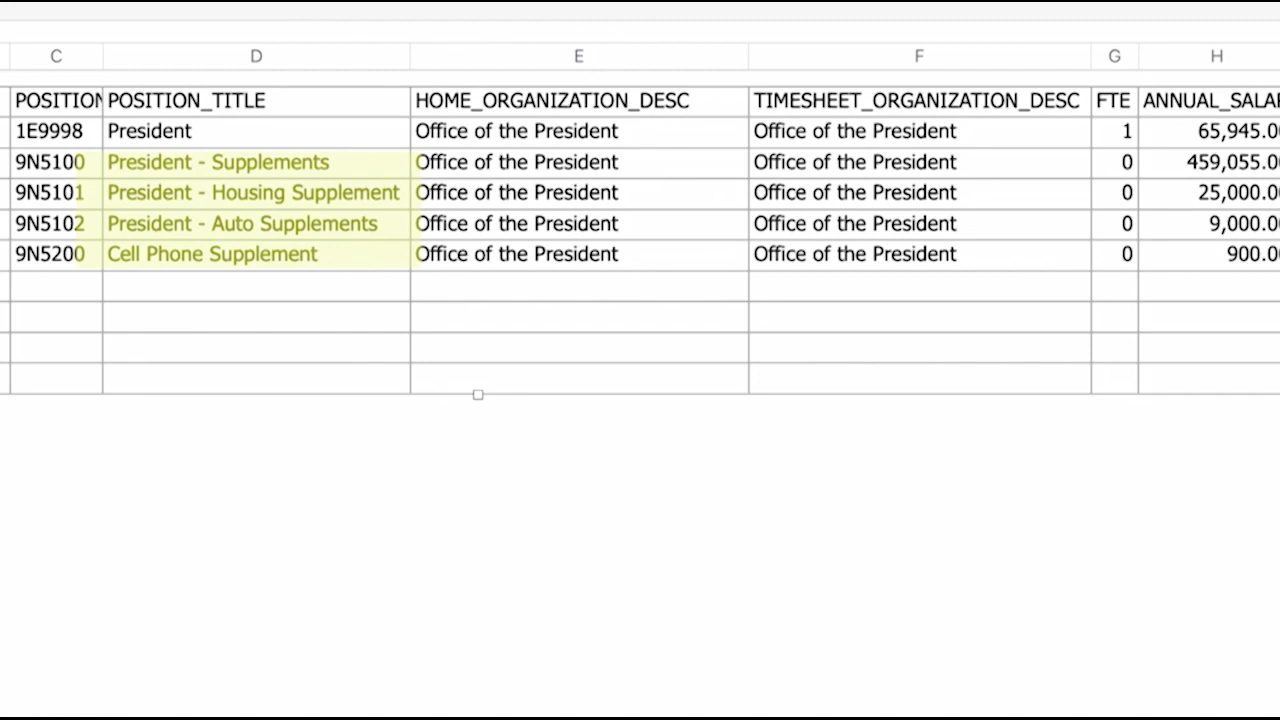 C D E F G H
POSITION POSITION_TITLE HOME_ORGANIZATION_DESC TIMESHEET_ORGANIZATION_DESC FTE ANNUAL_SALA
1E9998 President Office of the President Office of the President 1 65,945.0
9N5100 President - Supplements Office of the President Office of the President 0 459,055.0
9N5101 President - Housing Supplement Office of the President Office of the President 0 25,000.0
9N5102 President - Auto Supplements Office of the President Office of the President 0 9,000.0
9N5200 Cell Phone Supplement Office of the President Office of the President 0 900.0